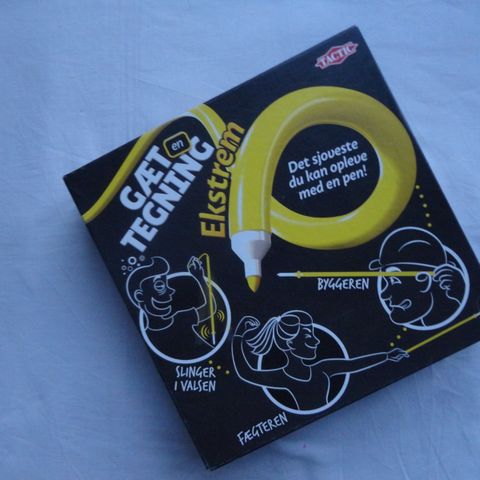 TACTIC
GÆT en
TEGNING
Ekstrem
Det sjoveste
du kan opleve
med en pen!
BYGGEREN
SLINGER
I VALSEN
FÆGTEREN